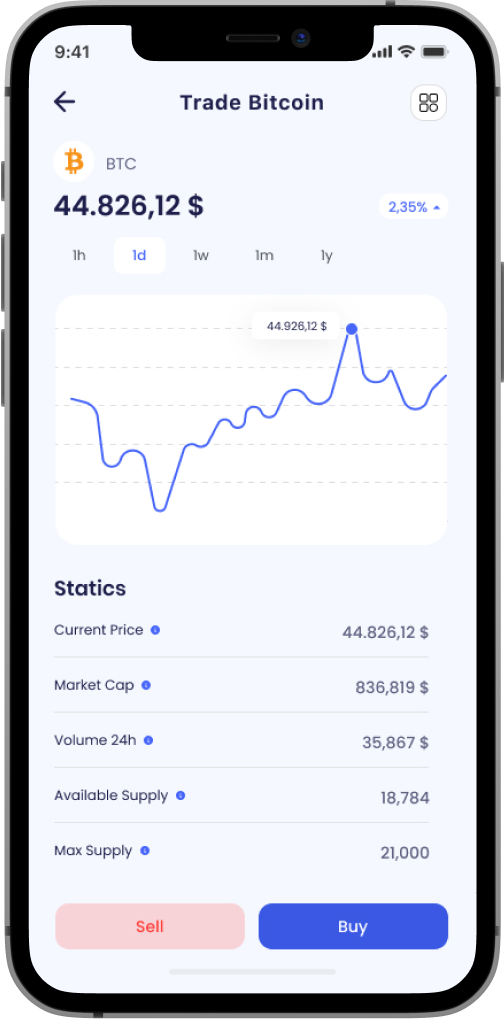 9:41
Trade Bitcoin
BTC
44.826,12 $
2,35%
1h 1d 1w 1m 1y
44.926,12 $
Statics
Current Price 44.826,12 $
Market Cap 836,819 $
Volume 24h 35,867 $
Available Supply 18,784
Max Supply 21,000
Sell Buy